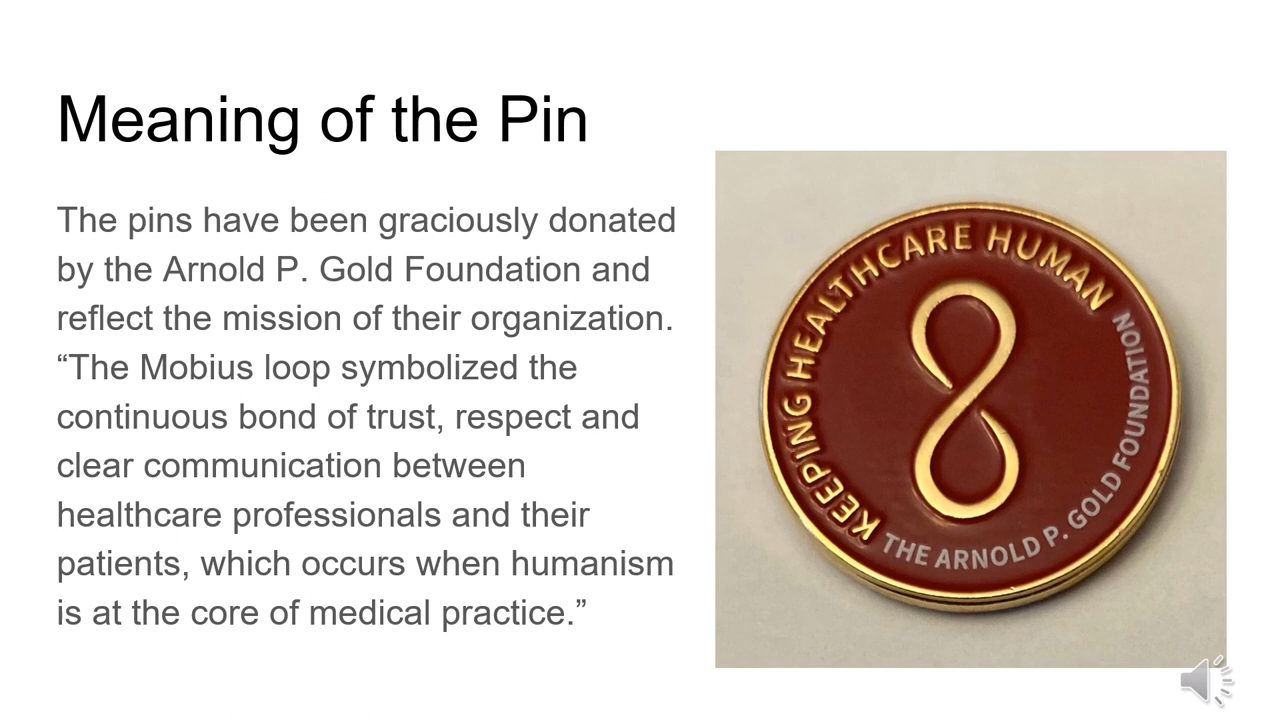 Meaning of the Pin
The pins have been graciously donated
by the Arnold P. Gold Foundation and
reflect the mission of their organization.
“The Mobius loop symbolized the
continuous bond of trust, respect and
clear communication between
healthcare professionals and their
patients, which occurs when humanism
is at the core of medical practice.”
KEEPING HEALTHCARE HUMAN
THE ARNOLD P. GOLD FOUNDATION